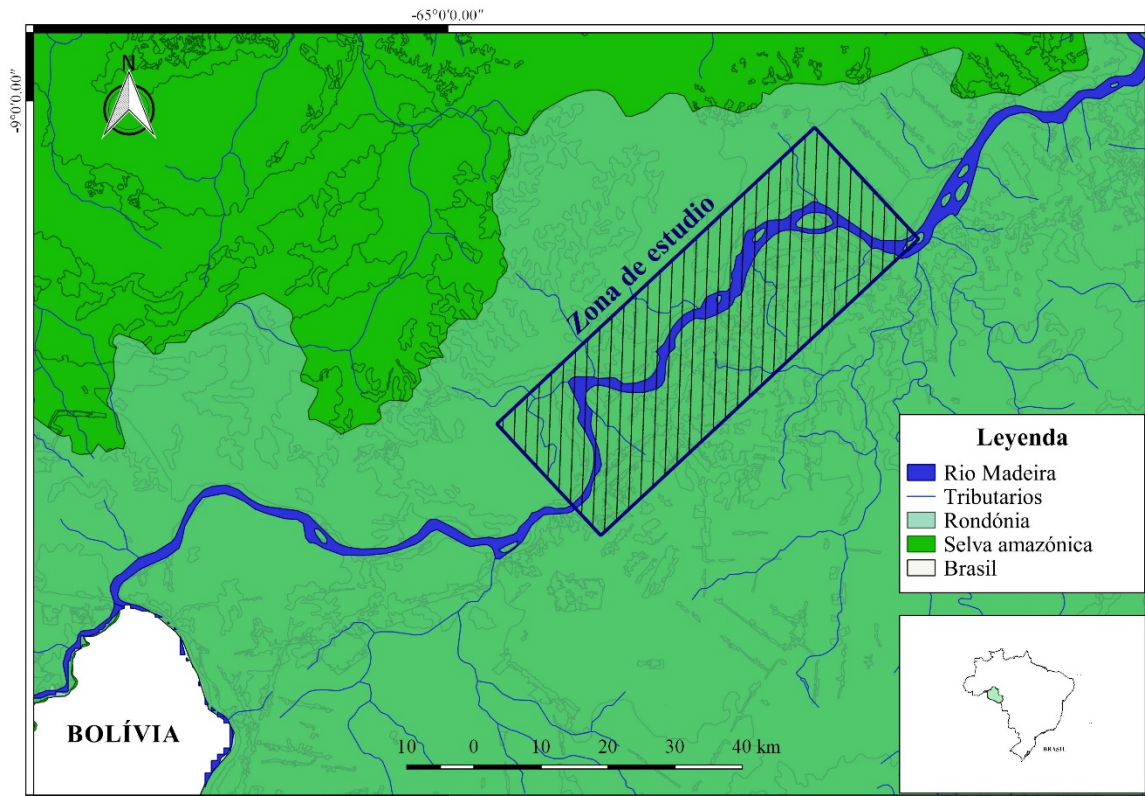 -65°0'0.00"
-9°0'0.00"
N
Zona de estudio
Leyenda
Rio Madeira
Tributarios
Rondónia
Selva amazónica
Brasil
BOLÍVIA
10 0 10 20 30 40 km
BRASIL